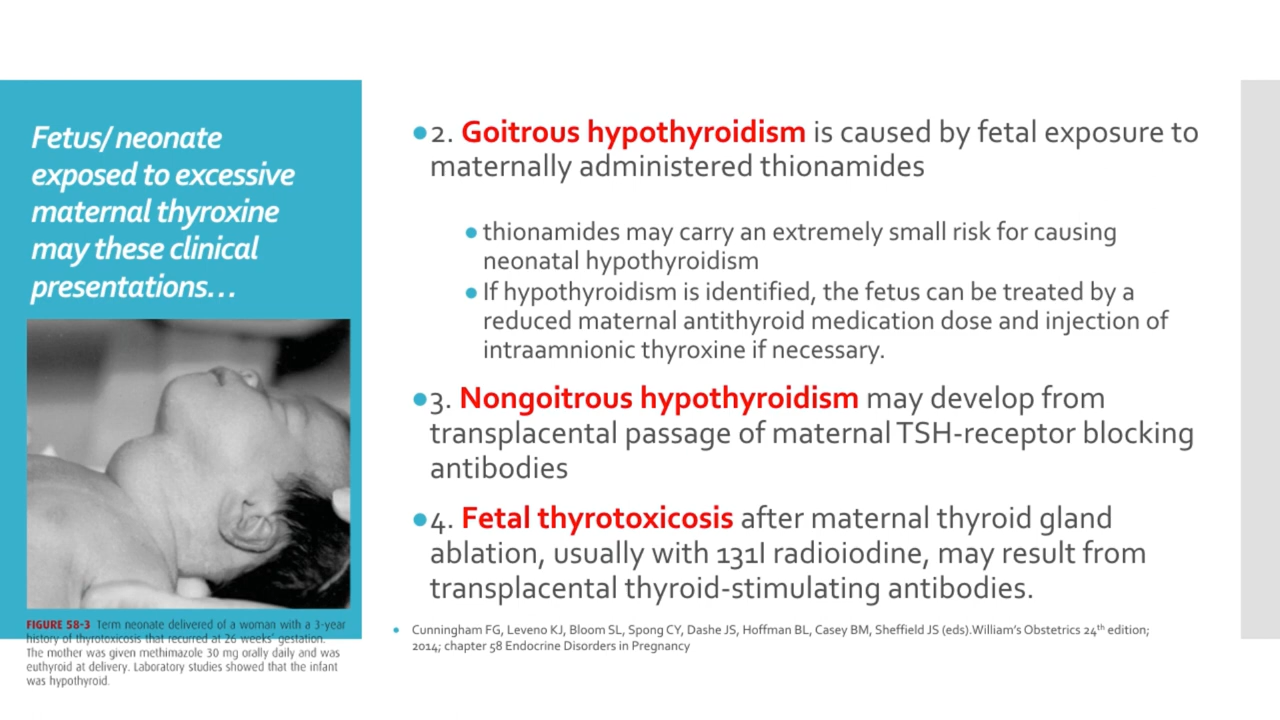 Fetus/ neonate
exposed to excessive
maternal thyroxine
may these clinical
presentations…
FIGURE 58-3 Term neonate delivered of a woman with a 3-year
history of thyrotoxicosis that recurred at 26 weeks' gestation.
The mother was given methimazole 30 mg orally daily and was
euthyroid at delivery. Laboratory studies showed that the infant
was hypothyroid.
●2. Goitrous hypothyroidism is caused by fetal exposure to
maternally administered thionamides
● thionamides may carry an extremely small risk for causing
neonatal hypothyroidism
● If hypothyroidism is identified, the fetus can be treated by a
reduced maternal antithyroid medication dose and injection of
intraamnionic thyroxine if necessary.
●3. Nongoitrous hypothyroidism may develop from
transplacental passage of maternal TSH-receptor blocking
antibodies
●4. Fetal thyrotoxicosis after maternal thyroid gland
ablation, usually with 131I radioiodine, may result from
transplacental thyroid-stimulating antibodies.
● Cunningham FG, Leveno KJ, Bloom SL, Spong CY, Dashe JS, Hoffman BL, Casey BM, Sheffield JS (eds).William's Obstetrics 24th edition;
2014; chapter 58 Endocrine Disorders in Pregnancy